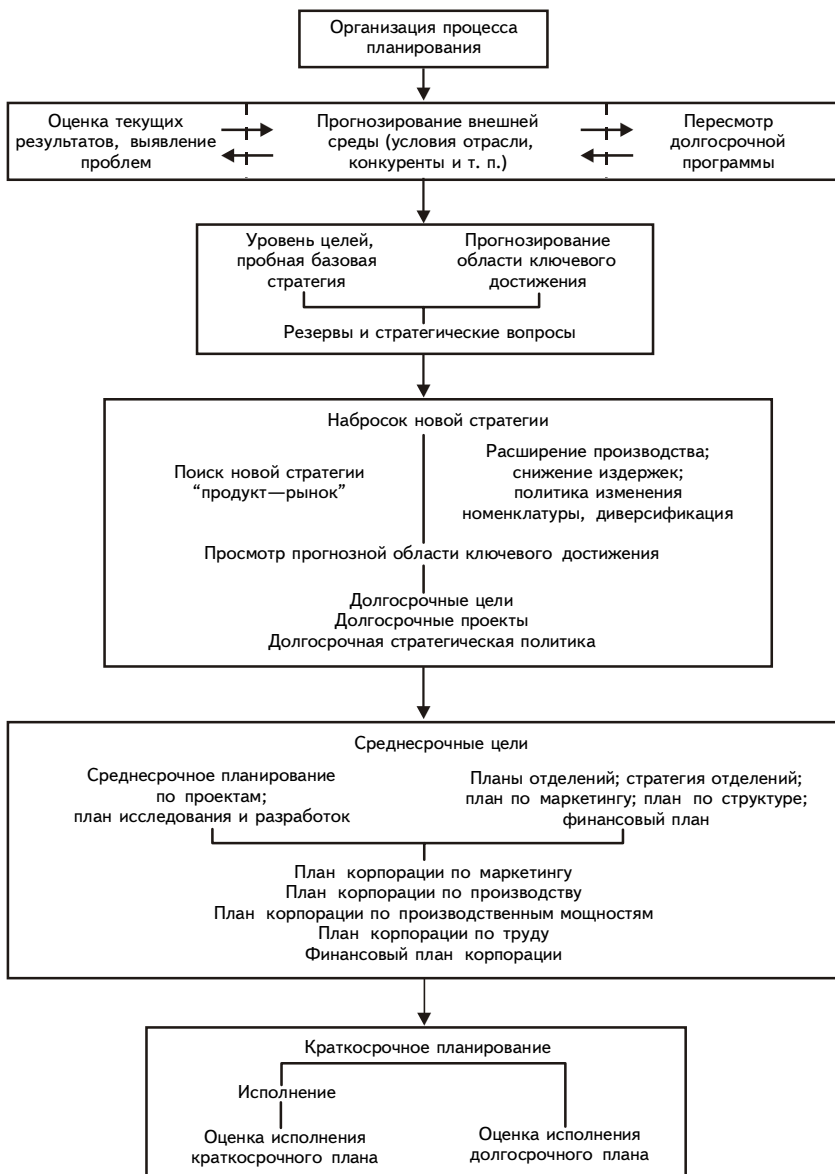 Организация процесса
планирования
Оценка текущих
результатов, выявление
проблем
Прогнозирование внешней
среды (условия отрасли,
конкуренты и т. п.)
Пересмотр
долгосрочной
программы
Уровень целей,
пробная базовая
стратегия
Прогнозирование
области ключевого
достижения
Резервы и стратегические вопросы
Набросок новой стратегии
Поиск новой стратегии
“продукт—рынок”
Расширение производства;
снижение издержек;
политика изменения
номенклатуры, диверсификация
Просмотр прогнозной области ключевого достижения
Долгосрочные цели
Долгосрочные проекты
Долгосрочная стратегическая политика
Среднесрочные цели
Среднесрочное планирование
по проектам;
план исследования и разработок
Планы отделений; стратегия отделений;
план по маркетингу; план по структуре;
финансовый план
План корпорации по маркетингу
План корпорации по производству
План корпорации по производственным мощностям
План корпорации по труду
Финансовый план корпорации
Краткосрочное планирование
Исполнение
Оценка исполнения
краткосрочного плана
Оценка исполнения
долгосрочного плана